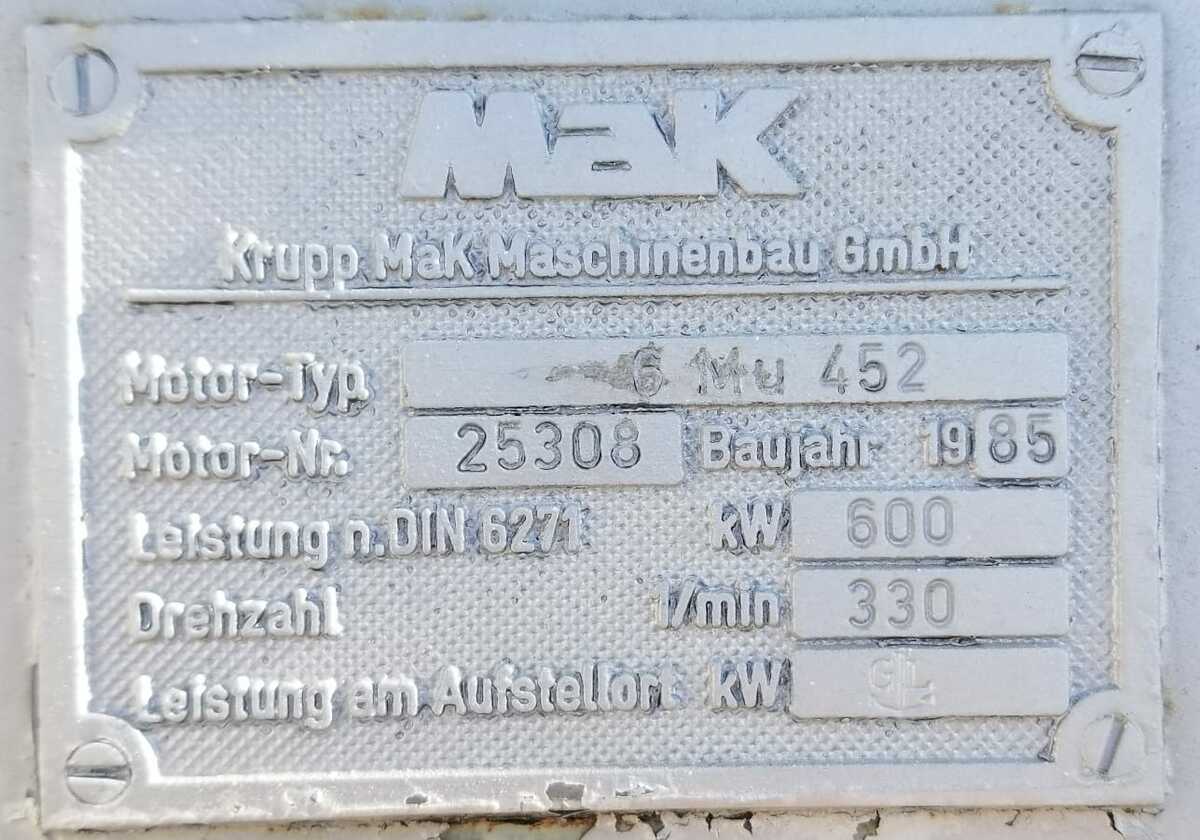 MaK
Krupp MaK Maschinenbau GmbH
Motor-Typ 6 Mu 452
Motor-Nr. 25308 Baujahr 1985
Leistung n.DIN 6271 kW 600
Drehzahl 1/min 330
Leistung am Aufstellort kW GL